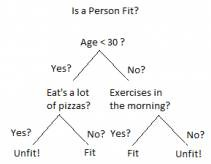 Is a Person Fit?
Age < 30 ?
Yes? No?
Eat's a lot Exercises in
of pizzas? the morning?
Yes? No? Yes? No?
Unfit! Fit Fit Unfit!